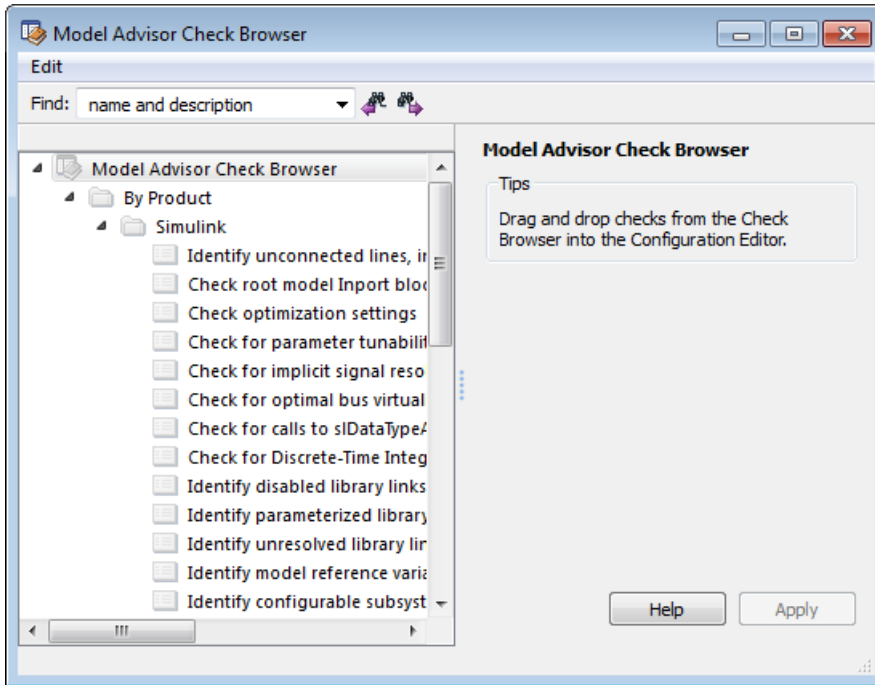 Model Advisor Check Browser
Edit
Find: name and description
Model Advisor Check Browser
By Product
Simulink
Identify unconnected lines, in
Check root model Inport bloc
Check optimization settings
Check for parameter tunabilit
Check for implicit signal reso
Check for optimal bus virtual
Check for calls to slDataTypeA
Check for Discrete-Time Integ
Identify disabled library links
Identify parameterized library
Identify unresolved library lin
Identify model reference varia
Identify configurable subsyst
Model Advisor Check Browser
Tips
Drag and drop checks from the Check
Browser into the Configuration Editor.
Help
Apply